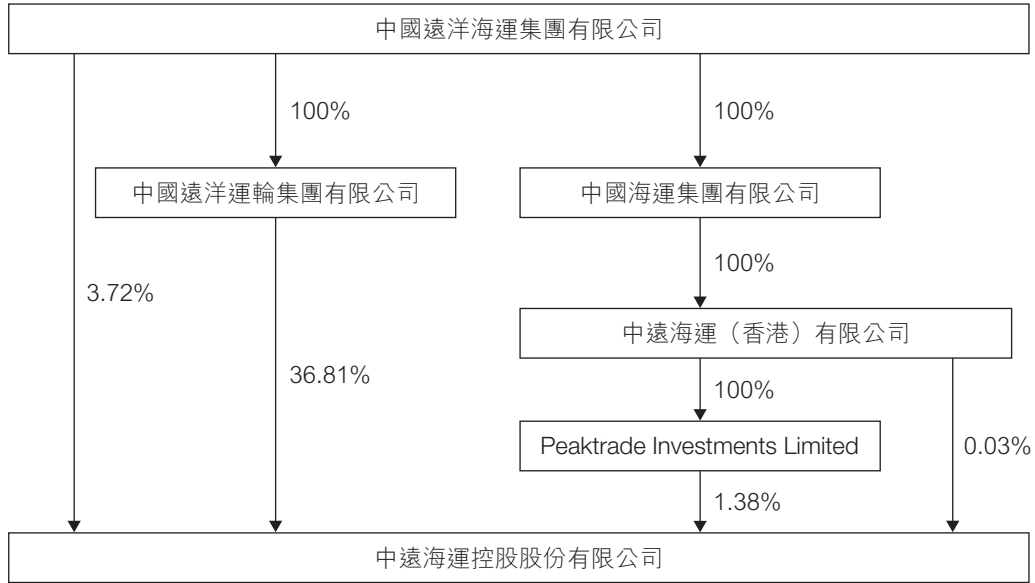 中國遠洋海運集團有限公司
100%
100%
中國遠洋運輪集團有限公司
中國海運集團有限公司
3.72%
100%
中遠海運（香港）有限公司
36.81%
100%
Peaktrade Investments Limited
0.03%
1.38%
中遠海運控股股份有限公司